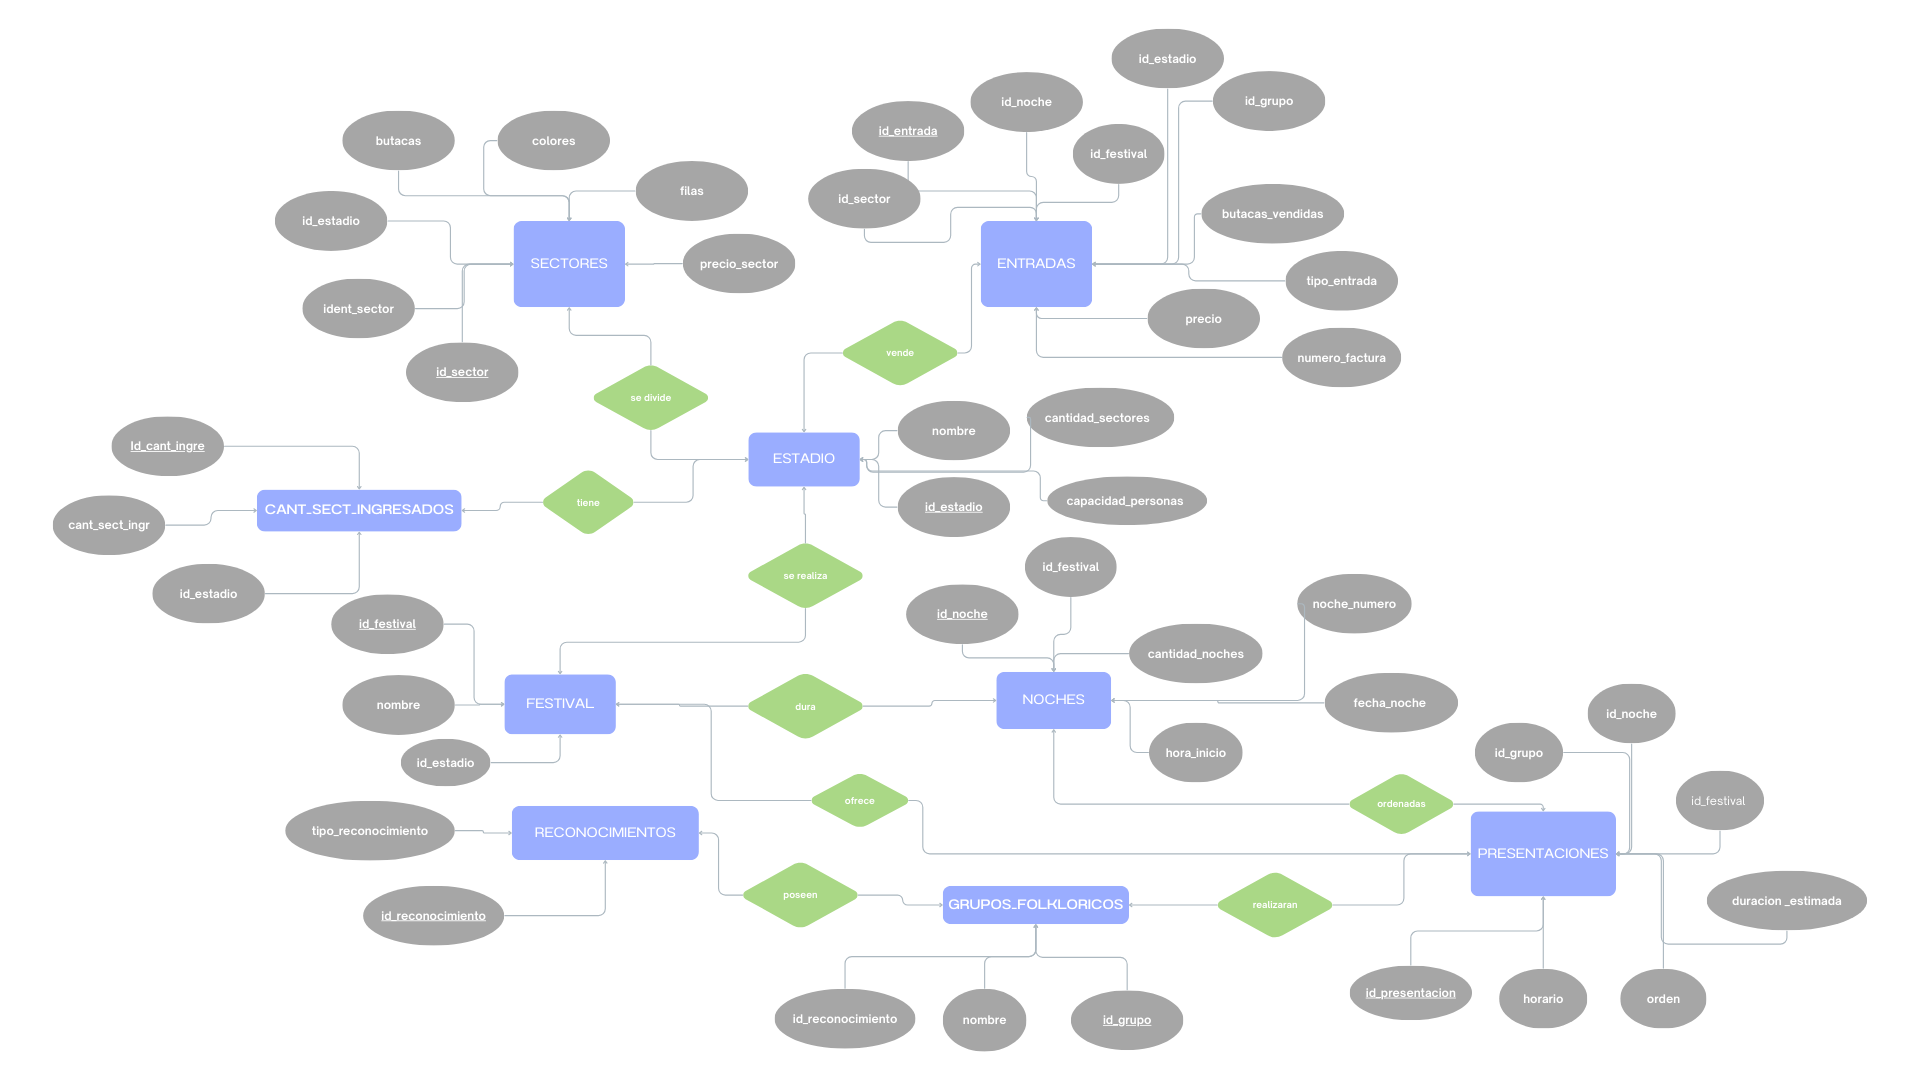 id_estadio
id_noche
id_grupo
id_entrada
butacas
colores
id_festival
filas
id_sector
id_estadio
butacas_vendidas
SECTORES
precio_sector
ENTRADAS
tipo_entrada
ident_sector
precio
vende
numero_factura
id_sector
se divide
cantidad_sectores
nombre
Id_cant_ingre
ESTADIO
tiene
capacidad_personas
CANT_SECT_INGRESADOS
id_estadio
cant_sect_ingr
id_festival
se realiza
id_estadio
noche_numero
id_noche
id_festival
cantidad_noches
nombre
FESTIVAL
dura
NOCHES
fecha_noche
id_noche
id_estadio
hora_inicio
id_grupo
ofrece
ordenadas
id_festival
tipo_reconocimiento
RECONOCIMIENTOS
PRESENTACIONES
poseen
GRUPOS_FOLKLORICOS
realizaran
duracion _estimada
id_reconocimiento
id_presentacion
horario
orden
id_reconocimiento
nombre
id_grupo